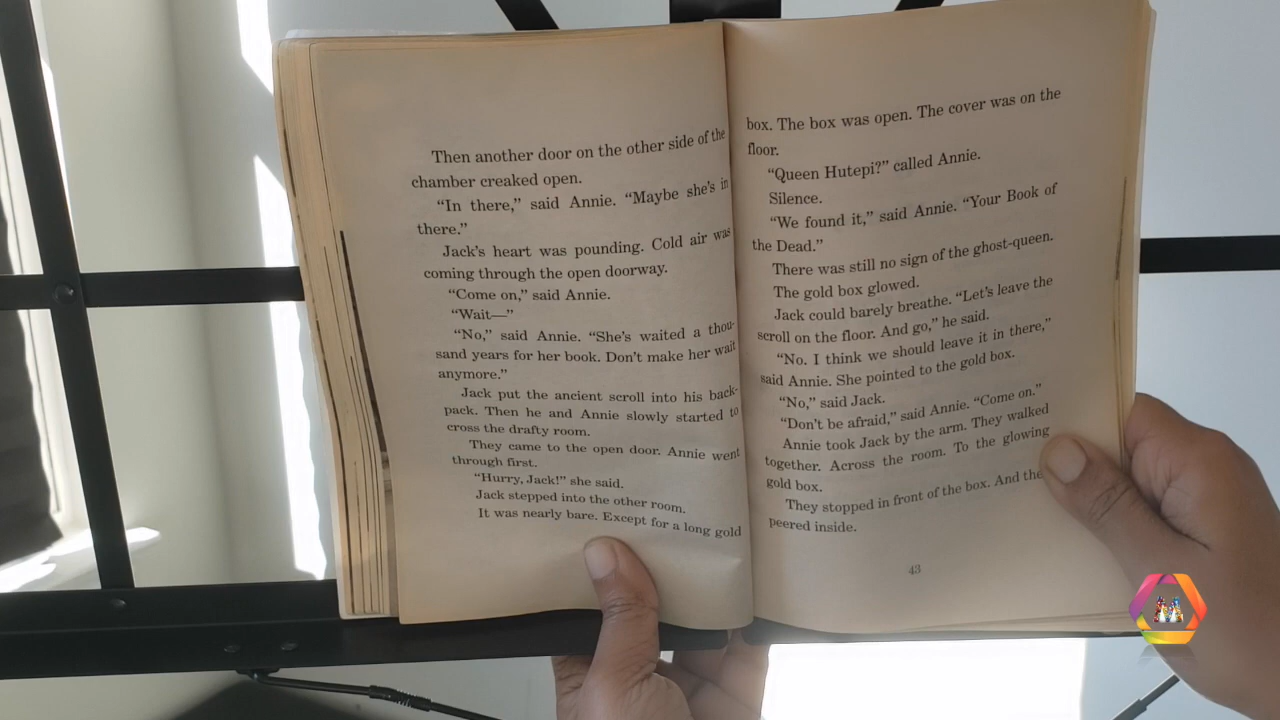 Then another door on the other side of the
chamber creaked open.
“In there,” said Annie. “Maybe she’s in
there.”
Jack’s heart was pounding. Cold air was
coming through the open doorway.
“Come on,” said Annie.
“Wait—”
“No,” said Annie. “She’s waited a thou-
sand years for her book. Don’t make her wait
anymore.”
Jack put the ancient scroll into his back-
pack. Then he and Annie slowly started to
cross the drafty room.
They came to the open door. Annie went
through first.
“Hurry, Jack!” she said.
Jack stepped into the other room.
It was nearly bare. Except for a long gold
box. The box was open. The cover was on the
floor.
“Queen Hutepi?” called Annie.
Silence.
“We found it,” said Annie. “Your Book of
the Dead.”
There was still no sign of the ghost-queen.
The gold box glowed.
Jack could barely breathe. “Let’s leave the
scroll on the floor. And go,” he said.
“No. I think we should leave it in there,”
said Annie. She pointed to the gold box.
“No,” said Jack.
“Don’t be afraid,” said Annie. “Come on.”
Annie took Jack by the arm. They walked
together. Across the room. To the glowing
gold box.
They stopped in front of the box. And the
peered inside.
43